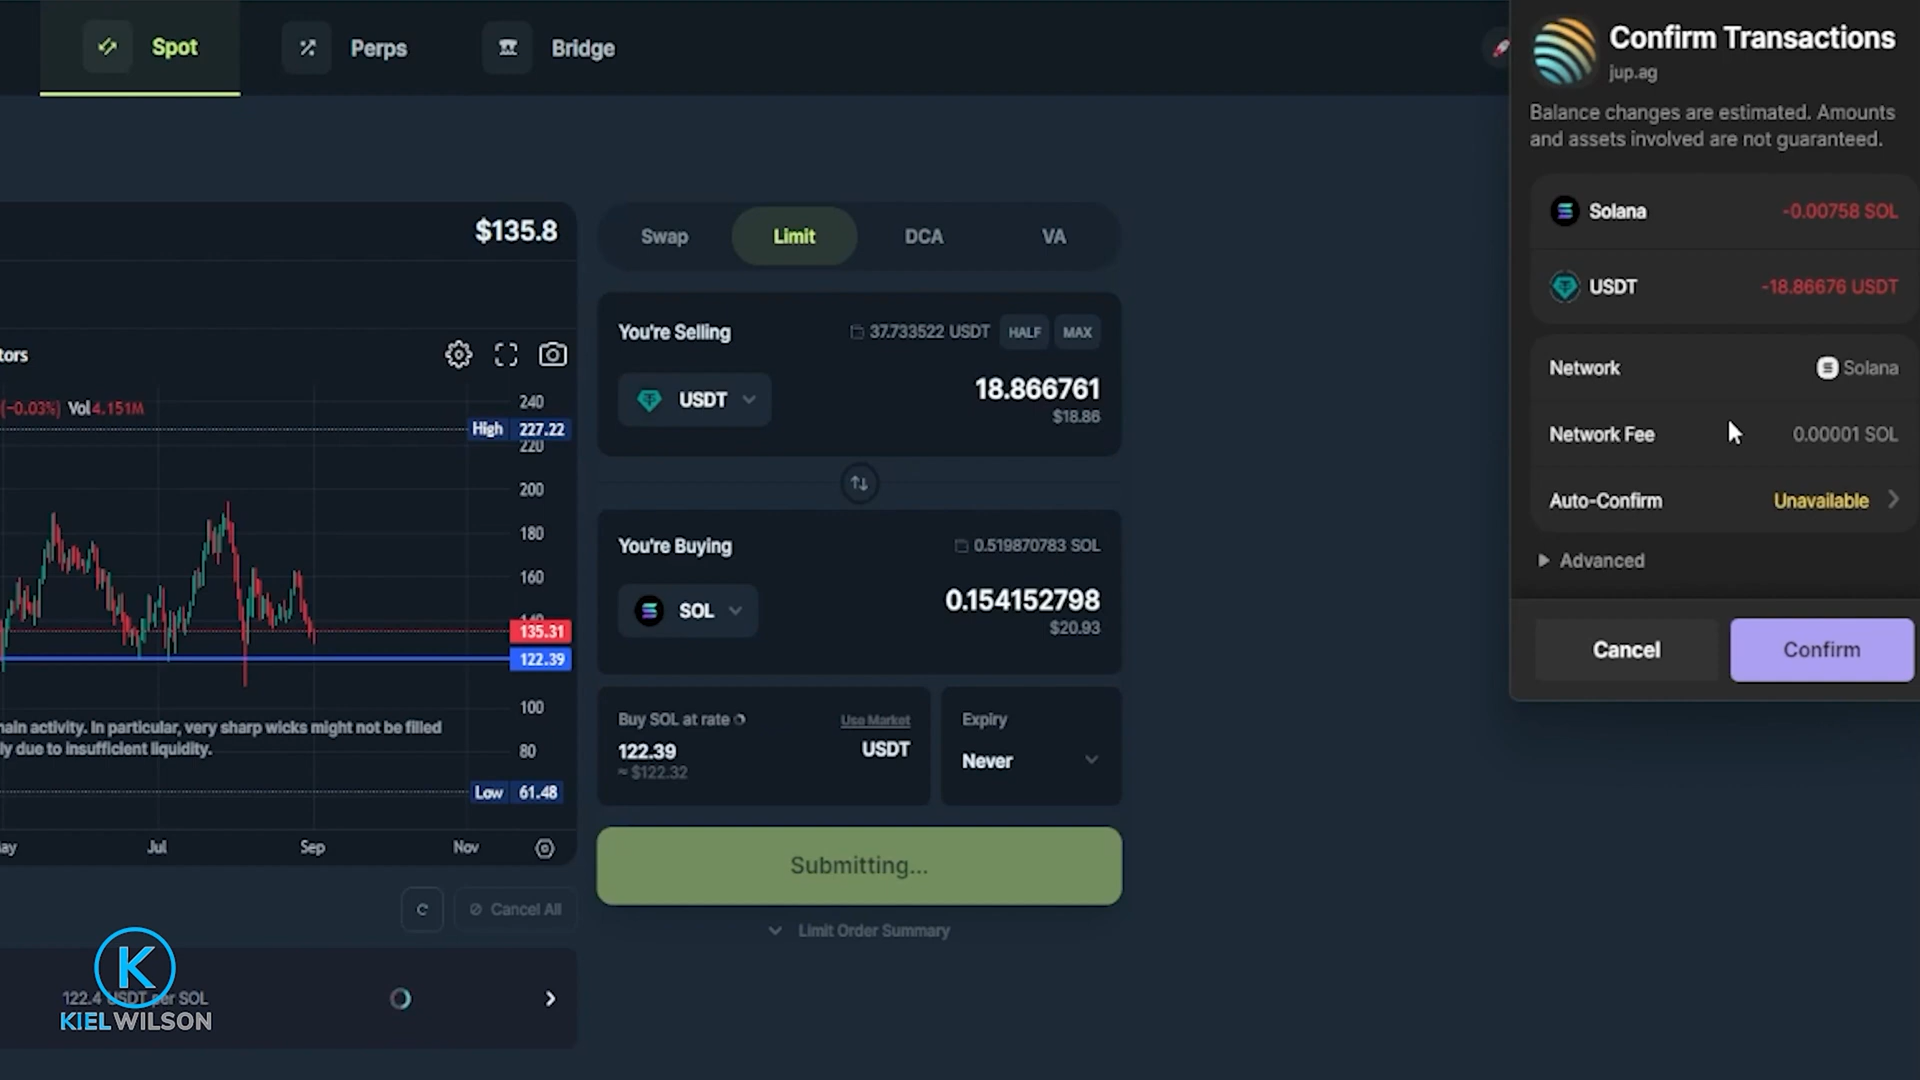 Spot
Perps
Bridge
$135.8
tors
(−0.03%) Vol4.151M
240
High 227.22
220
200
180
160
140
135.31
122.39
100
80
Low 61.48
ain activity. In particular, very sharp wicks might not be filled
ly due to insufficient liquidity.
ay
Jul
Sep
Nov
Cancel All
122.4 USDT per SOL
K
KIELWILSON
Swap
Limit
DCA
VA
You're Selling
37.733522 USDT
HALF
MAX
USDT
18.866761
$18.86
You're Buying
0.519870783 SOL
SOL
0.154152798
$20.93
Buy SOL at rate
Use Market
122.39
USDT
≈ $122.32
Expiry
Never
Submitting...
Limit Order Summary
Confirm Transactions
jup.ag
Balance changes are estimated. Amounts
and assets involved are not guaranteed.
Solana
-0.00758 SOL
USDT
-18.86676 USDT
Network
Solana
Network Fee
0.00001 SOL
Auto-Confirm
Unavailable
Advanced
Cancel
Confirm